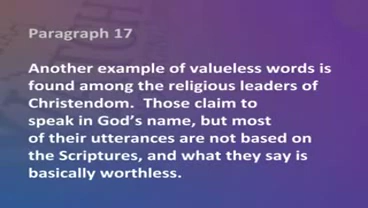 Paragraph 17
Another example of valueless words is
found among the religious leaders of
Christendom.  Those claim to
speak in God’s name, but most
of their utterances are not based on
the Scriptures, and what they say is
basically worthless.